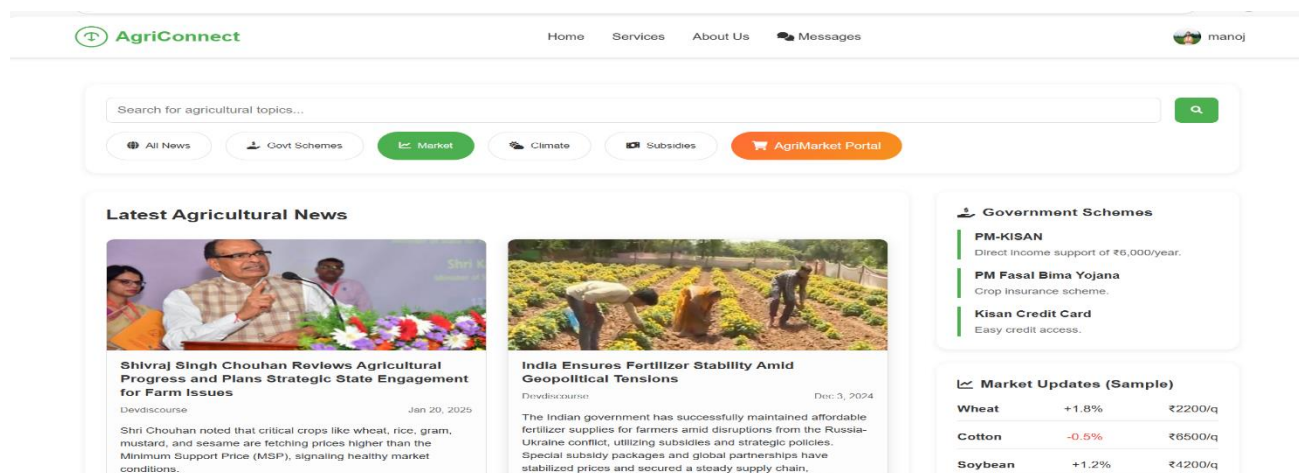 AgriConnect
Home Services About Us Messages
manoj
Search for agricultural topics...
All News Govt Schemes Market Climate Subsidies AgriMarket Portal
Latest Agricultural News
Shri K
Shivraj Singh Chouhan Reviews Agricultural
Progress and Plans Strategic State Engagement
for Farm Issues
Devdiscourse Jan 20, 2025
Shri Chouhan noted that critical crops like wheat, rice, gram,
mustard, and sesame are fetching prices higher than the
Minimum Support Price (MSP), signaling healthy market
conditions.
India Ensures Fertilizer Stability Amid
Geopolitical Tensions
Devdiscourse Dec 3, 2024
The Indian government has successfully maintained affordable
fertilizer supplies for farmers amid disruptions from the Russia-
Ukraine conflict, utilizing subsidies and strategic policies.
Special subsidy packages and global partnerships have
stabilized prices and secured a steady supply chain,
Government Schemes
PM-KISAN
Direct income support of ₹6,000/year.
PM Fasal Bima Yojana
Crop insurance scheme.
Kisan Credit Card
Easy credit access.
Market Updates (Sample)
Wheat +1.8% ₹2200/q
Cotton -0.5% ₹6500/q
Soybean +1.2% ₹4200/q